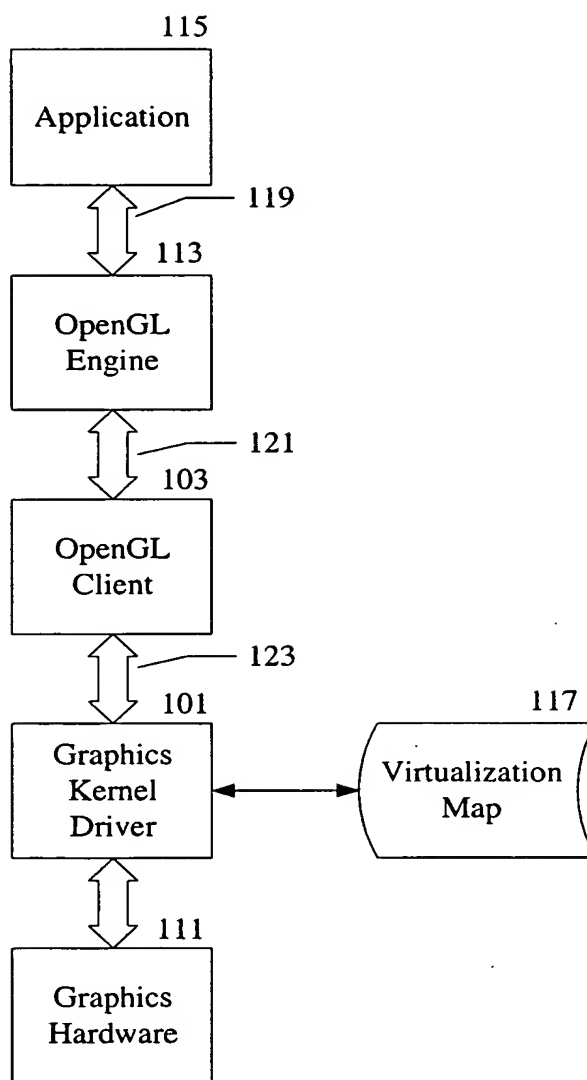 115
Application
119
113
OpenGL
Engine
121
103
OpenGL
Client
123
101
117
Graphics
Kernel
Driver
Virtualization
Map
111
Graphics
Hardware